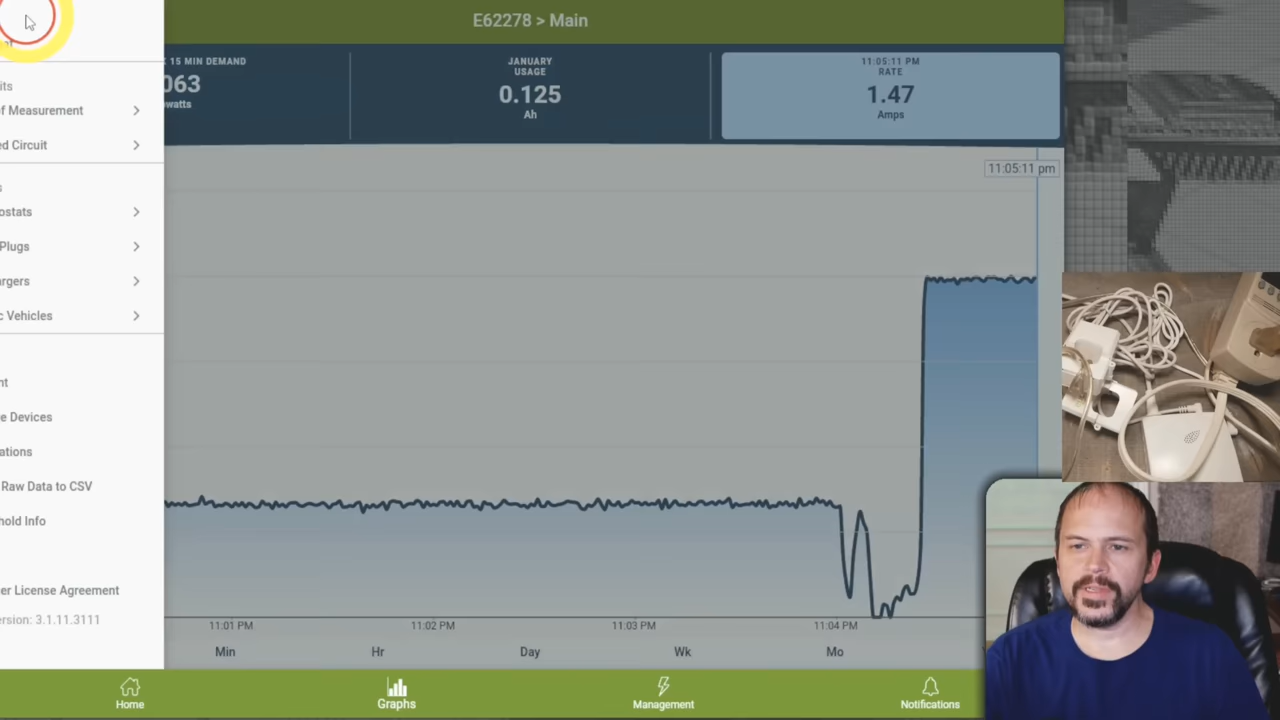 E62278 > Main
15 MIN DEMAND
063
watts
JANUARY
USAGE
0.125
Ah
11:05:11 PM
RATE
1.47
Amps
11:05:11 pm
f Measurement
ed Circuit
ostats
Plugs
argers
c Vehicles
nt
e Devices
ations
Raw Data to CSV
hold Info
er License Agreement
ersion: 3.1.11.3111
11:01 PM
11:02 PM
11:03 PM
11:04 PM
Min
Hr
Day
Wk
Mo
Home
Graphs
Management
Notifications